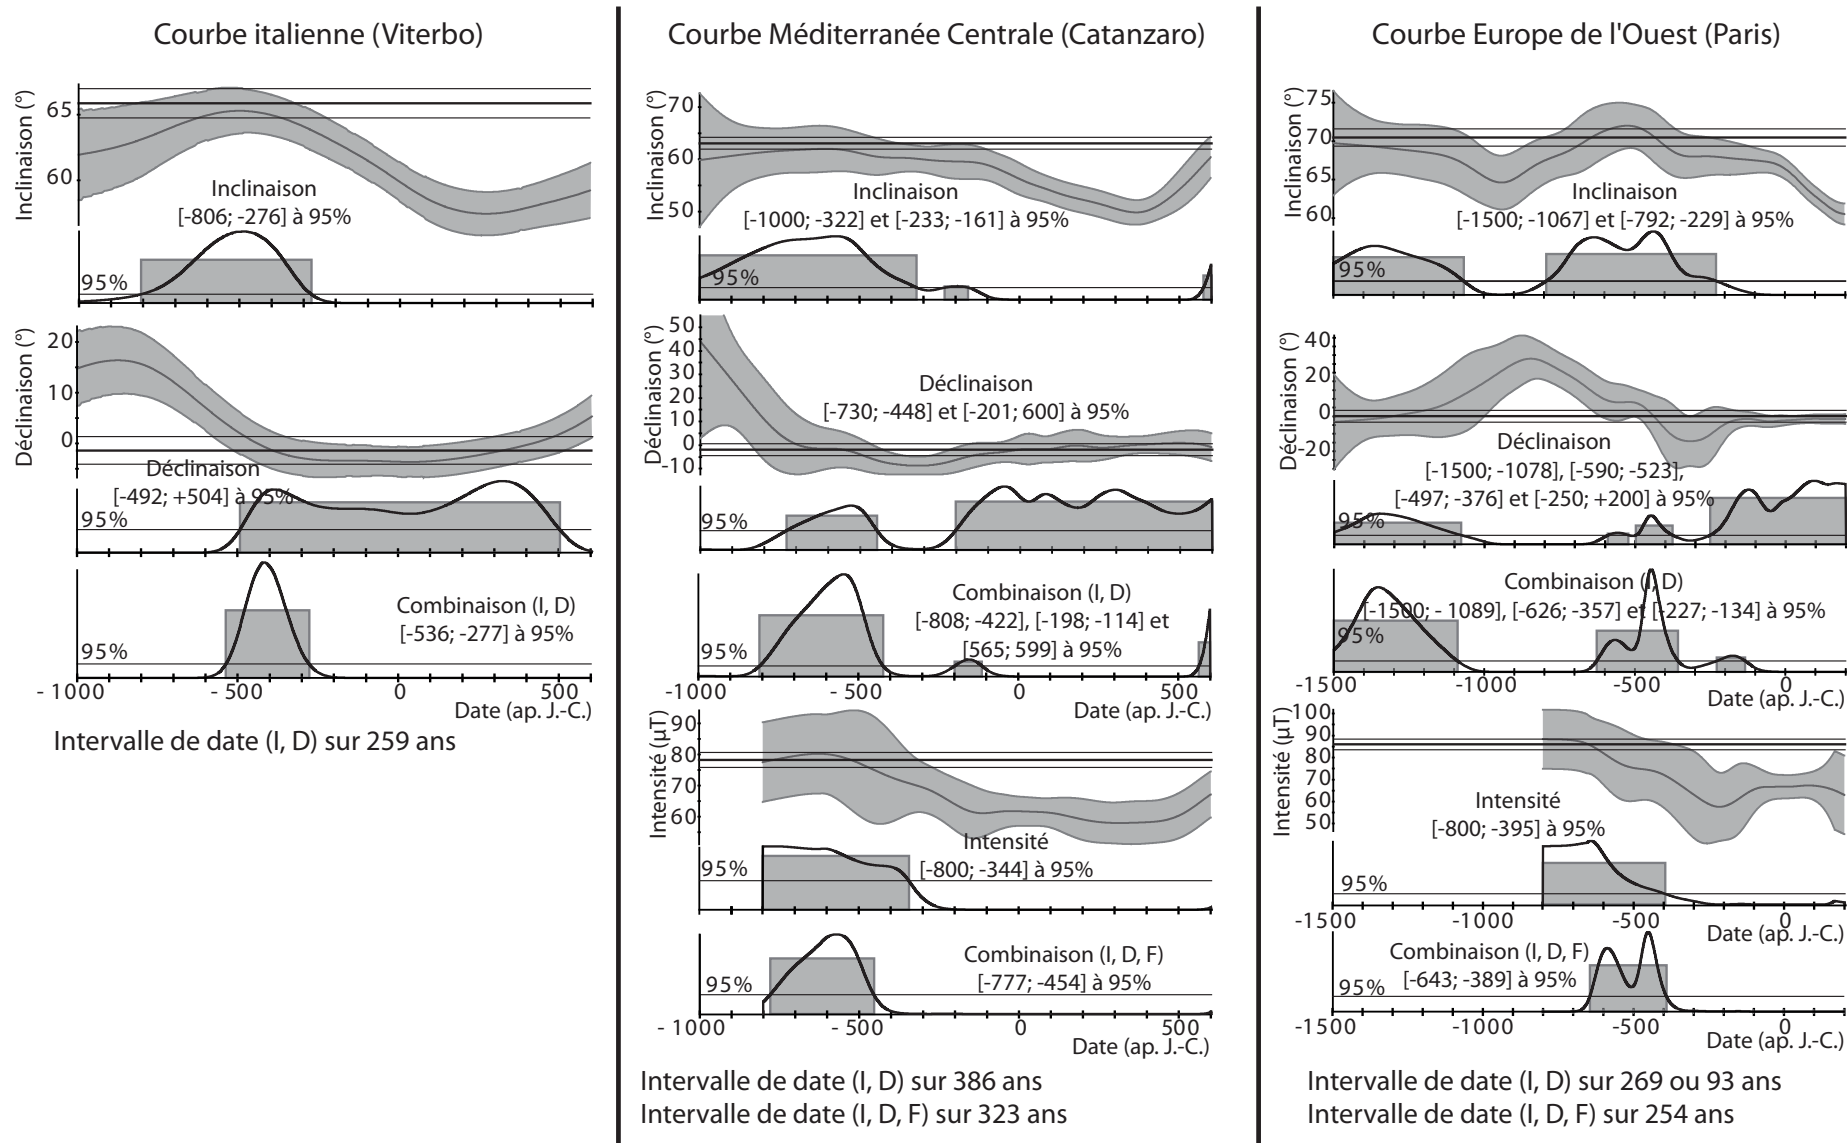 Courbe italienne (Viterbo)
Inclinaison (°)
65
60
Inclinaison
[-806; -276] à 95%
95%
Déclinaison (°)
20
10
0
Déclinaison
[-492; +504] à 95%
95%
Combinaison (I, D)
[-536; -277] à 95%
95%
- 1000
- 500
0
500
Date (ap. J.-C.)
Intervalle de date (I, D) sur 259 ans
Courbe Méditerranée Centrale (Catanzaro)
Inclinaison (°)
70
60
50
Inclinaison
[-1000; -322] et [-233; -161] à 95%
95%
Déclinaison (°)
50
40
30
20
10
0
-10
Déclinaison
[-730; -448] et [-201; 600] à 95%
95%
Combinaison (I, D)
[-808; -422], [-198; -114] et
[565; 599] à 95%
95%
-1000
- 500
0
500
Date (ap. J.-C.)
Intensité (µT)
90
80
70
60
Intensité
[-800; -344] à 95%
95%
Combinaison (I, D, F)
[-777; -454] à 95%
95%
- 1000
- 500
0
500
Date (ap. J.-C.)
Intervalle de date (I, D) sur 386 ans
Intervalle de date (I, D, F) sur 323 ans
Courbe Europe de l'Ouest (Paris)
Inclinaison (°)
75
70
65
60
Inclinaison
[-1500; -1067] et [-792; -229] à 95%
95%
Déclinaison (°)
40
20
0
-20
Déclinaison
[-1500; -1078], [-590; -523],
[-497; -376] et [-250; +200] à 95%
95%
Combinaison (I, D)
[-1500; - 1089], [-626; -357] et [-227; -134] à 95%
95%
-1500
-1000
-500
0
Date (ap. J.-C.)
Intensité (µT)
100
90
80
70
60
50
Intensité
[-800; -395] à 95%
95%
-1500
-1000
-500
0
Date (ap. J.-C.)
Combinaison (I, D, F)
[-643; -389] à 95%
95%
-1500
-1000
-500
0
Date (ap. J.-C.)
Intervalle de date (I, D) sur 269 ou 93 ans
Intervalle de date (I, D, F) sur 254 ans